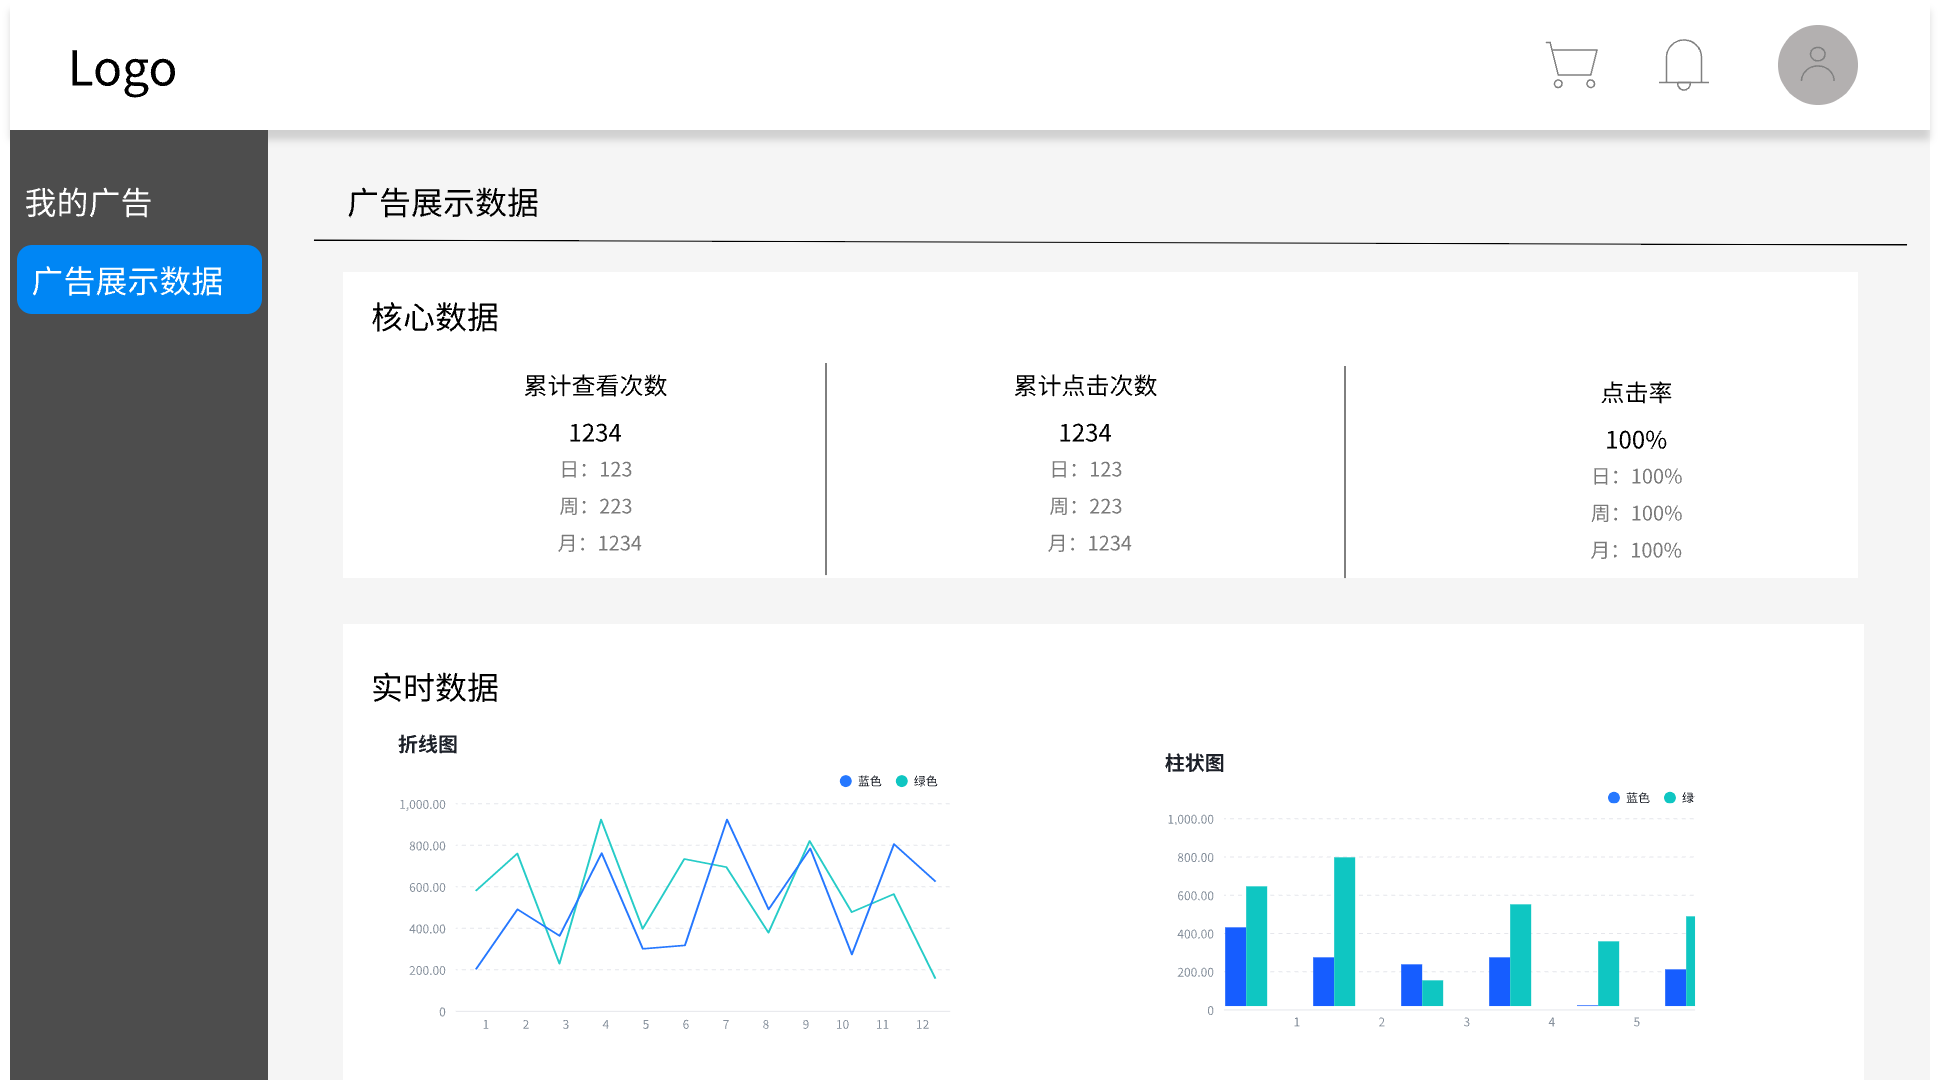 Logo
我的广告
广告展示数据
广告展示数据
核心数据
累计查看次数
1234
日：123
周：223
月：1234
累计点击次数
1234
日：123
周：223
月：1234
点击率
100%
日：100%
周：100%
月：100%
实时数据
折线图
蓝色 绿色
1,000.00
800.00
600.00
400.00
200.00
0
1 2 3 4 5 6 7 8 9 10 11 12
柱状图
蓝色 绿
1,000.00
800.00
600.00
400.00
200.00
0
1 2 3 4 5